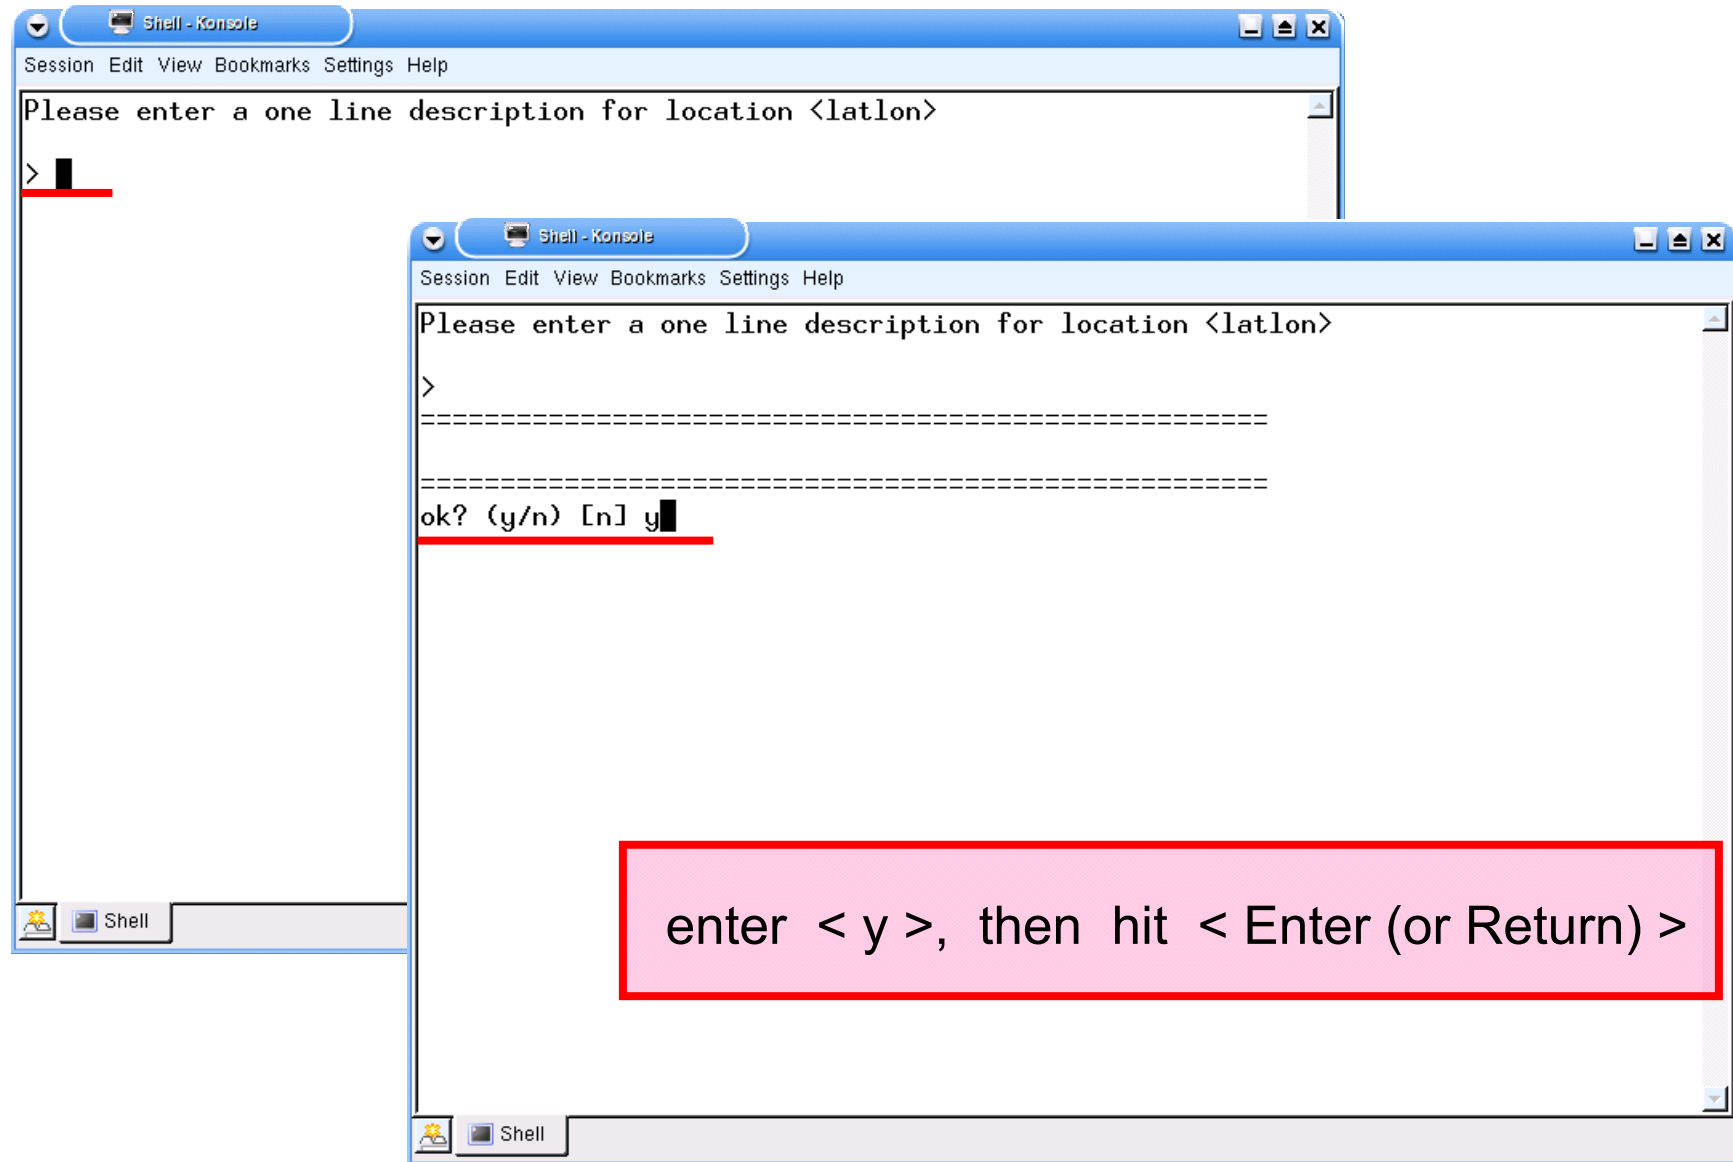 Shell - Konsole
Session Edit View Bookmarks Settings Help
Please enter a one line description for location <latlon>
>
Shell
Shell - Konsole
Session Edit View Bookmarks Settings Help
Please enter a one line description for location <latlon>
>
=====================================================
=====================================================
ok? (y/n) [n] y
enter < y >, then hit < Enter (or Return) >
Shell